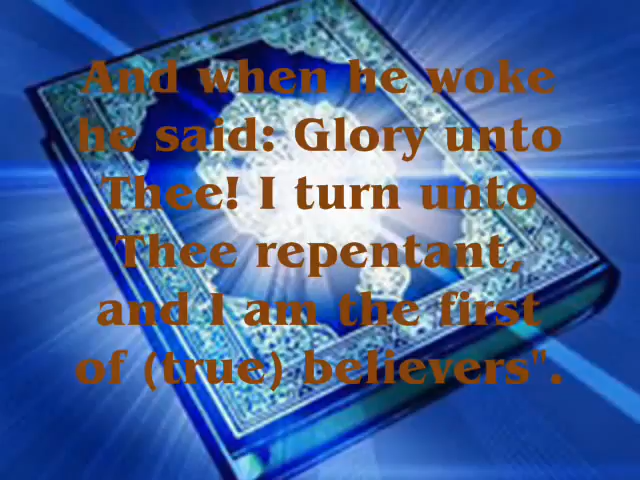 And when he woke
he said: Glory unto
Thee! I turn unto
Thee repentant,
and I am the first
of (true) believers".